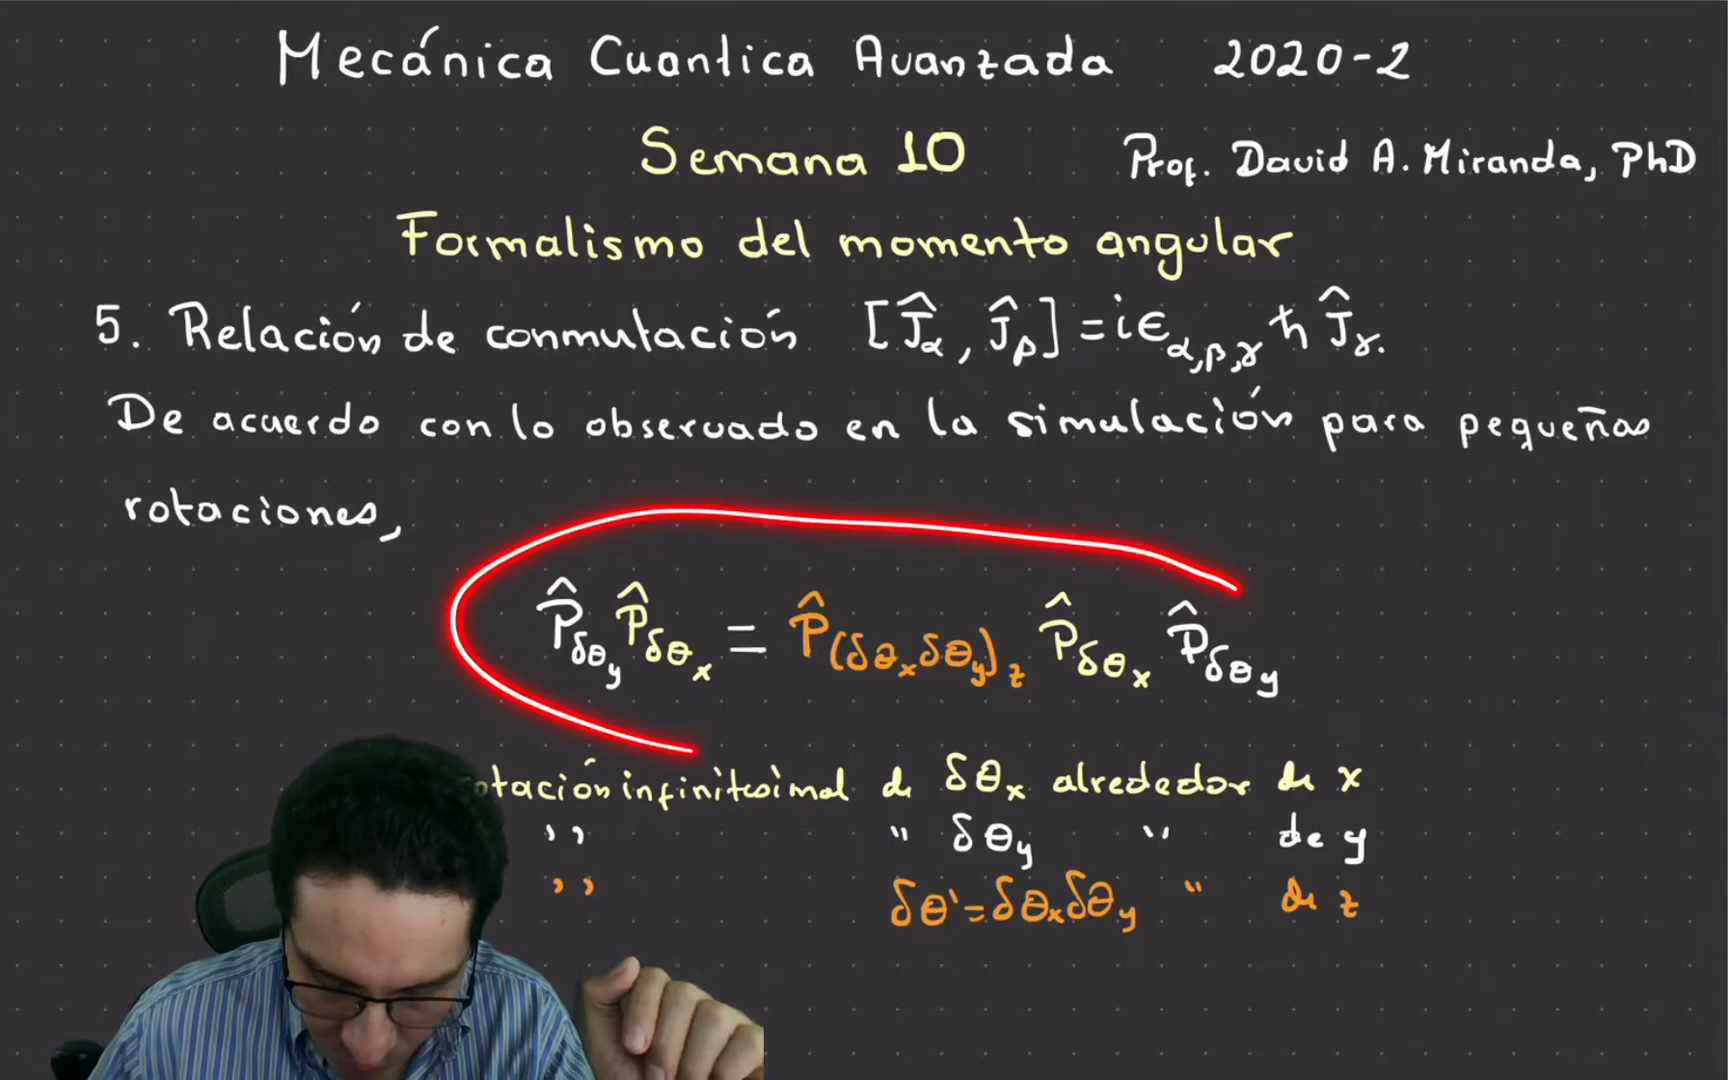 Mecánica Cuantica Avanzada 2020-2
Semana 10 Prof. David A. Miranda, PhD
Formalismo del momento angular
5. Relación de conmutación [Ĵα, Ĵβ] = iϵα,β,γ ħ Ĵγ.
De acuerdo con lo observado en la simulación para pequeñas
rotaciones,
P̂δθy P̂δθx = P̂(δθxδθy)z P̂δθx P̂δθy
otación infinitesimal de δθx alrededor de x
,, " δθy " de y
,, δθ'=δθxδθy " de z